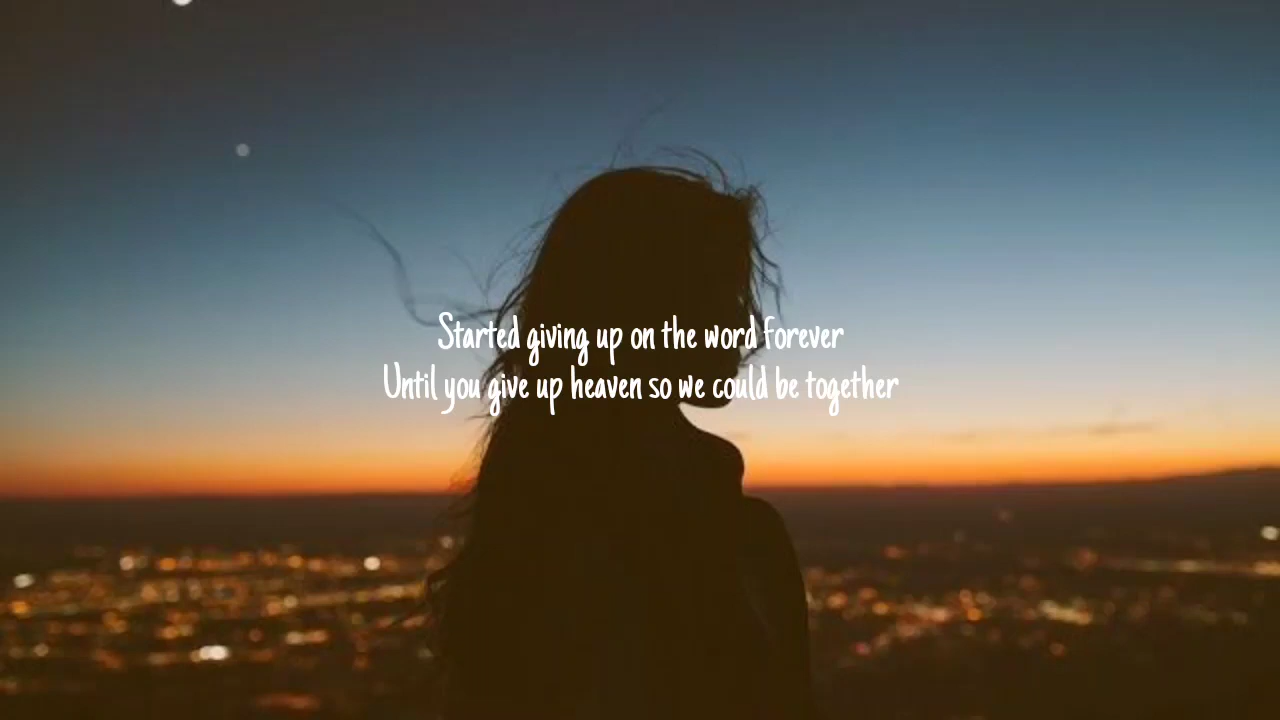 Started giving up on the word forever
Until you give up heaven so we could be together